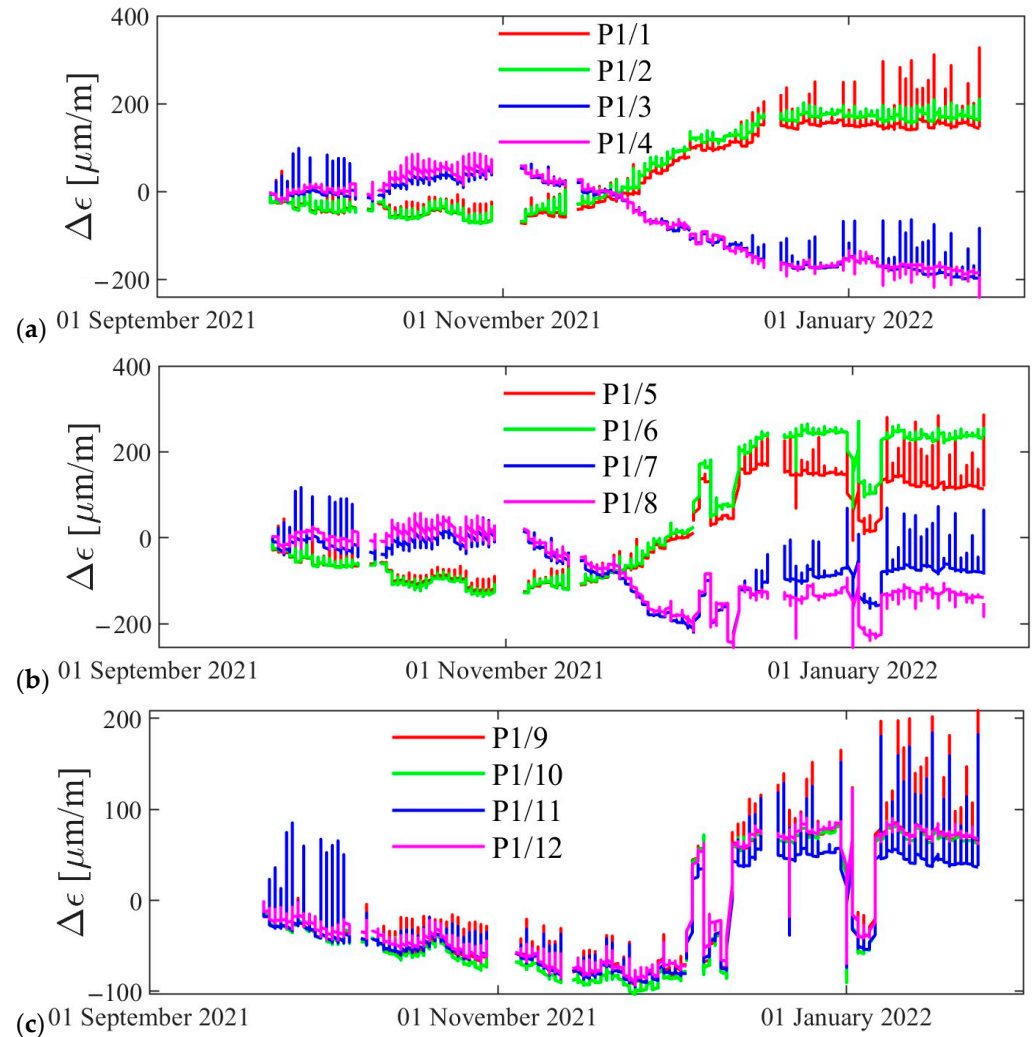 400
200
0
−200
Δϵ [μm/m]
P1/1
P1/2
P1/3
P1/4
01 September 2021
01 November 2021
01 January 2022
(a)
400
200
0
−200
Δϵ [μm/m]
P1/5
P1/6
P1/7
P1/8
01 September 2021
01 November 2021
01 January 2022
(b)
200
100
0
−100
Δϵ [μm/m]
P1/9
P1/10
P1/11
P1/12
01 September 2021
01 November 2021
01 January 2022
(c)